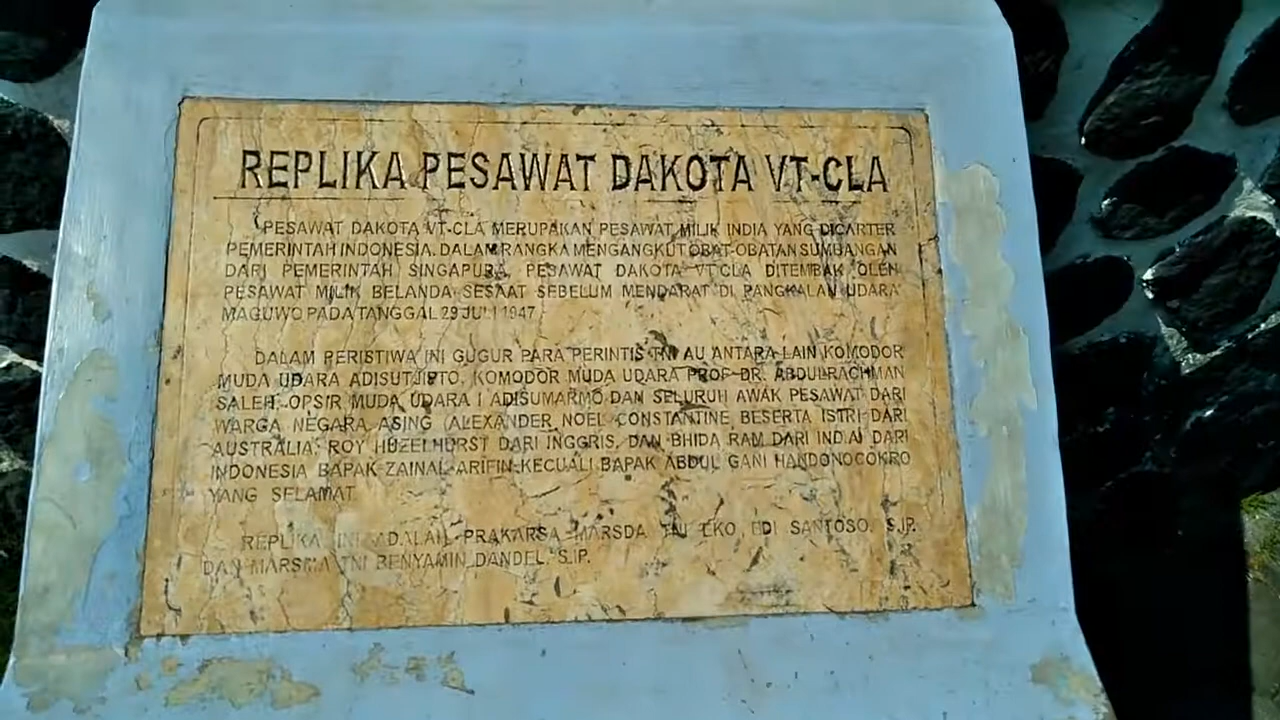 REPLIKA PESAWAT DAKOTA VT-CLA
PESAWAT DAKOTA VT-CLA MERUPAKAN PESAWAT MILIK INDIA YANG DICARTER
PEMERINTAH INDONESIA. DALAM RANGKA MENGANGKUT OBAT-OBATAN SUMBANGAN
DARI PEMERINTAH SINGAPURA, PESAWAT DAKOTA VT-CLA DITEMBAK OLEH
PESAWAT MILIK BELANDA SESAAT SEBELUM MENDARAT DI PANGKALAN UDARA
MAGUWO PADA TANGGAL 29 JULI 1947
DALAM PERISTIWA INI GUGUR PARA PERINTIS TNI AU ANTARA LAIN KOMODOR
MUDA UDARA ADISUTJIPTO, KOMODOR MUDA UDARA PROF DR. ABDULRACHMAN
SALEH, OPSIR MUDA UDARA I ADISUMARMO DAN SELURUH AWAK PESAWAT DARI
WARGA NEGARA ASING (ALEXANDER NOEL CONSTANTINE BESERTA ISTRI DARI
AUSTRALIA, ROY HUZELHURST DARI INGGRIS, DAN BHIDA RAM DARI INDAI DARI
INDONESIA BAPAK ZAINAL ARIFIN KECUALI BAPAK ABDUL GANI HANDONOCOKRO
YANG SELAMAT
REPLIKA INI ADALAH PRAKARSA MARSDA TNI EKO EDI SANTOSO, S.IP.
DAN MARSMA TNI BENYAMIN DANDEL, S.IP.